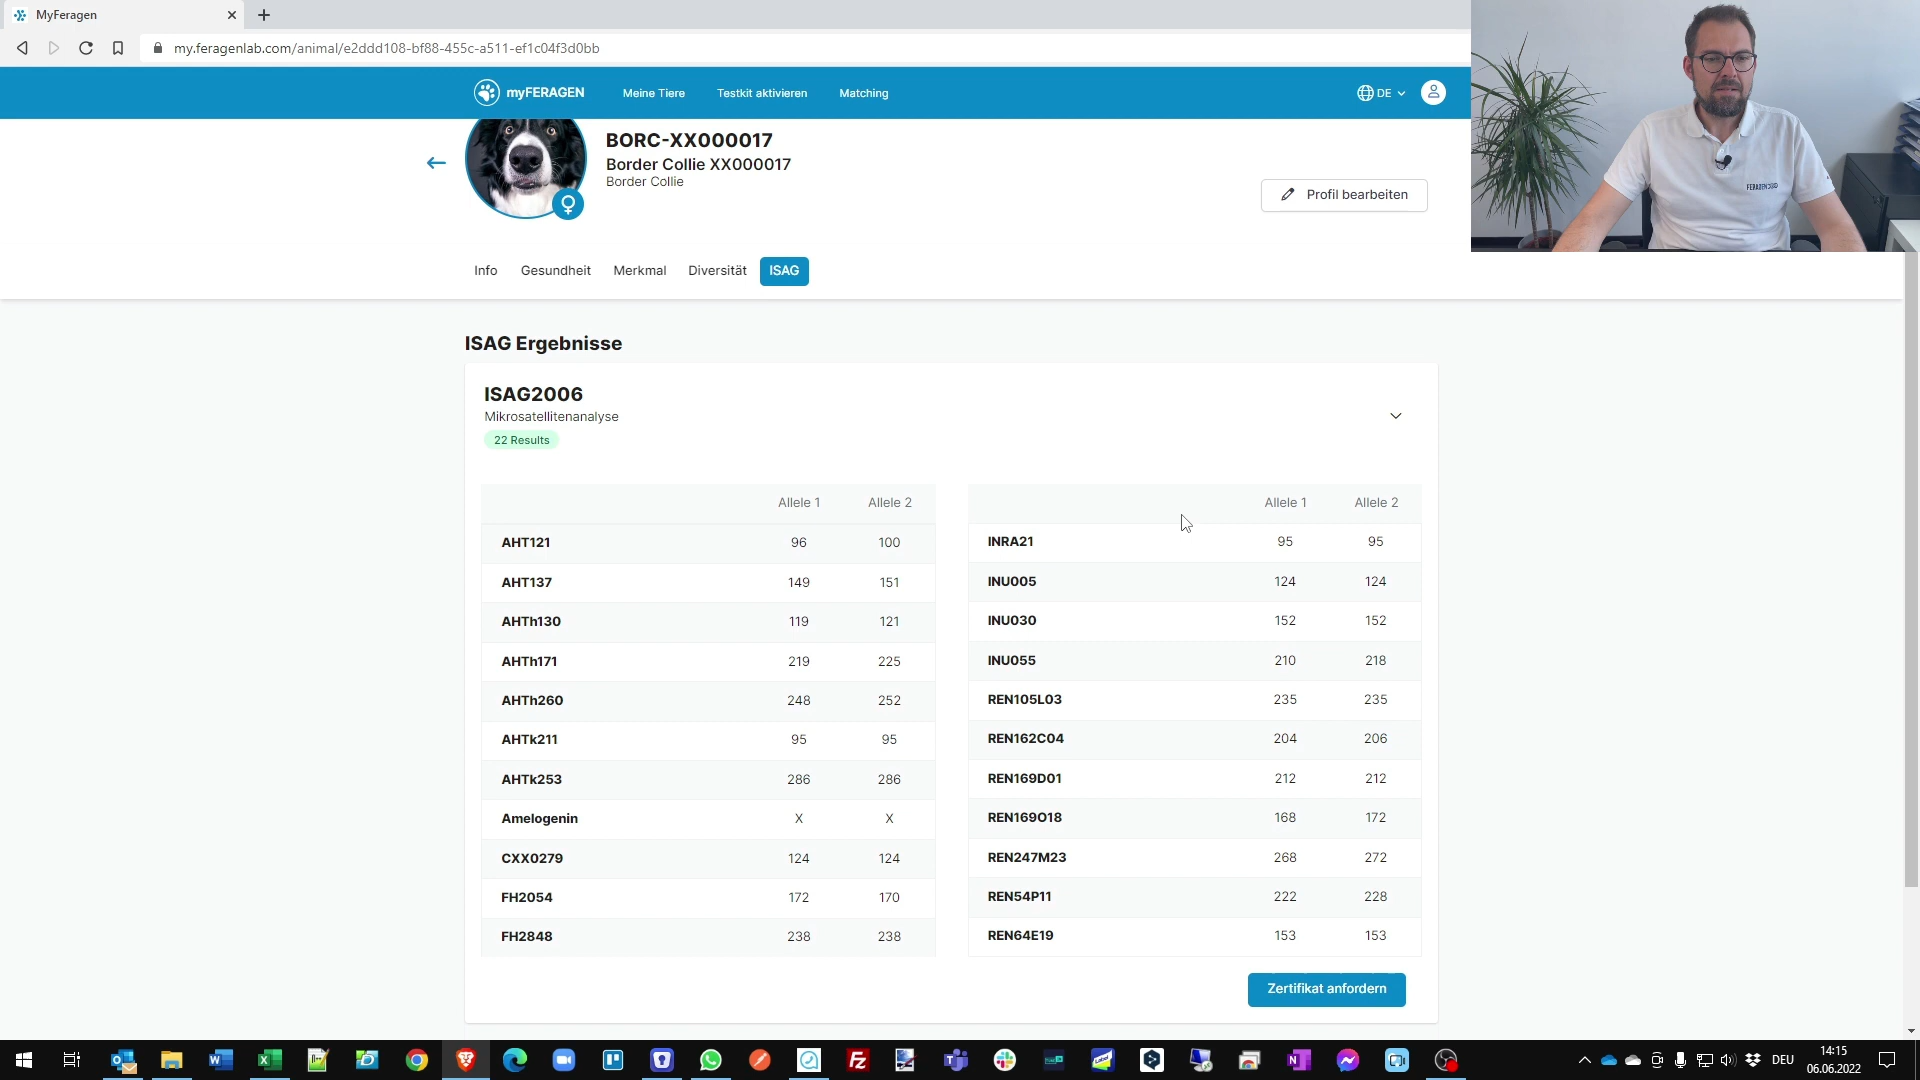 MyFeragen
my.feragenlab.com/animal/e2ddd108-bf88-455c-a511-ef1c04f3d0bb
myFERAGEN Meine Tiere Testkit aktivieren Matching DE
BORC-XX000017
Border Collie XX000017
Border Collie
Profil bearbeiten
Info Gesundheit Merkmal Diversität ISAG
ISAG Ergebnisse
ISAG2006
Mikrosatellitenanalyse
22 Results
Allele 1 Allele 2
AHT121 96 100
AHT137 149 151
AHTh130 119 121
AHTh171 219 225
AHTh260 248 252
AHTk211 95 95
AHTk253 286 286
Amelogenin X X
CXX0279 124 124
FH2054 172 170
FH2848 238 238
Allele 1 Allele 2
INRA21 95 95
INU005 124 124
INU030 152 152
INU055 210 218
REN105L03 235 235
REN162C04 204 206
REN169D01 212 212
REN169O18 168 172
REN247M23 268 272
REN54P11 222 228
REN64E19 153 153
Zertifikat anfordern
DEU
14:15
06.06.2022